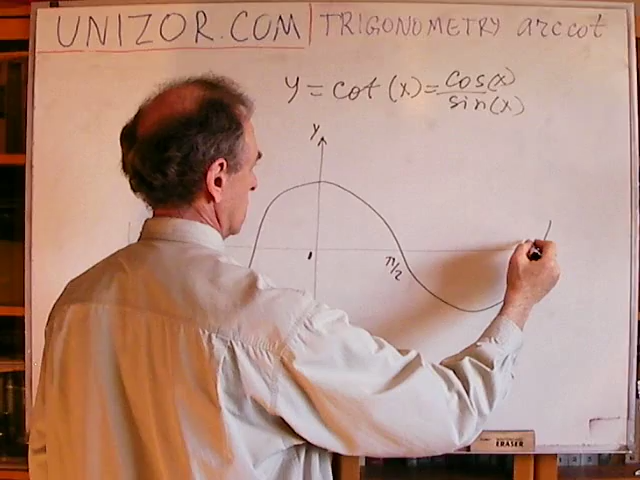 UNIZOR.COM TRIGONOMETRY arccot
y = cot (x) = cos(x)/sin(x)
y
π/2
ERASER